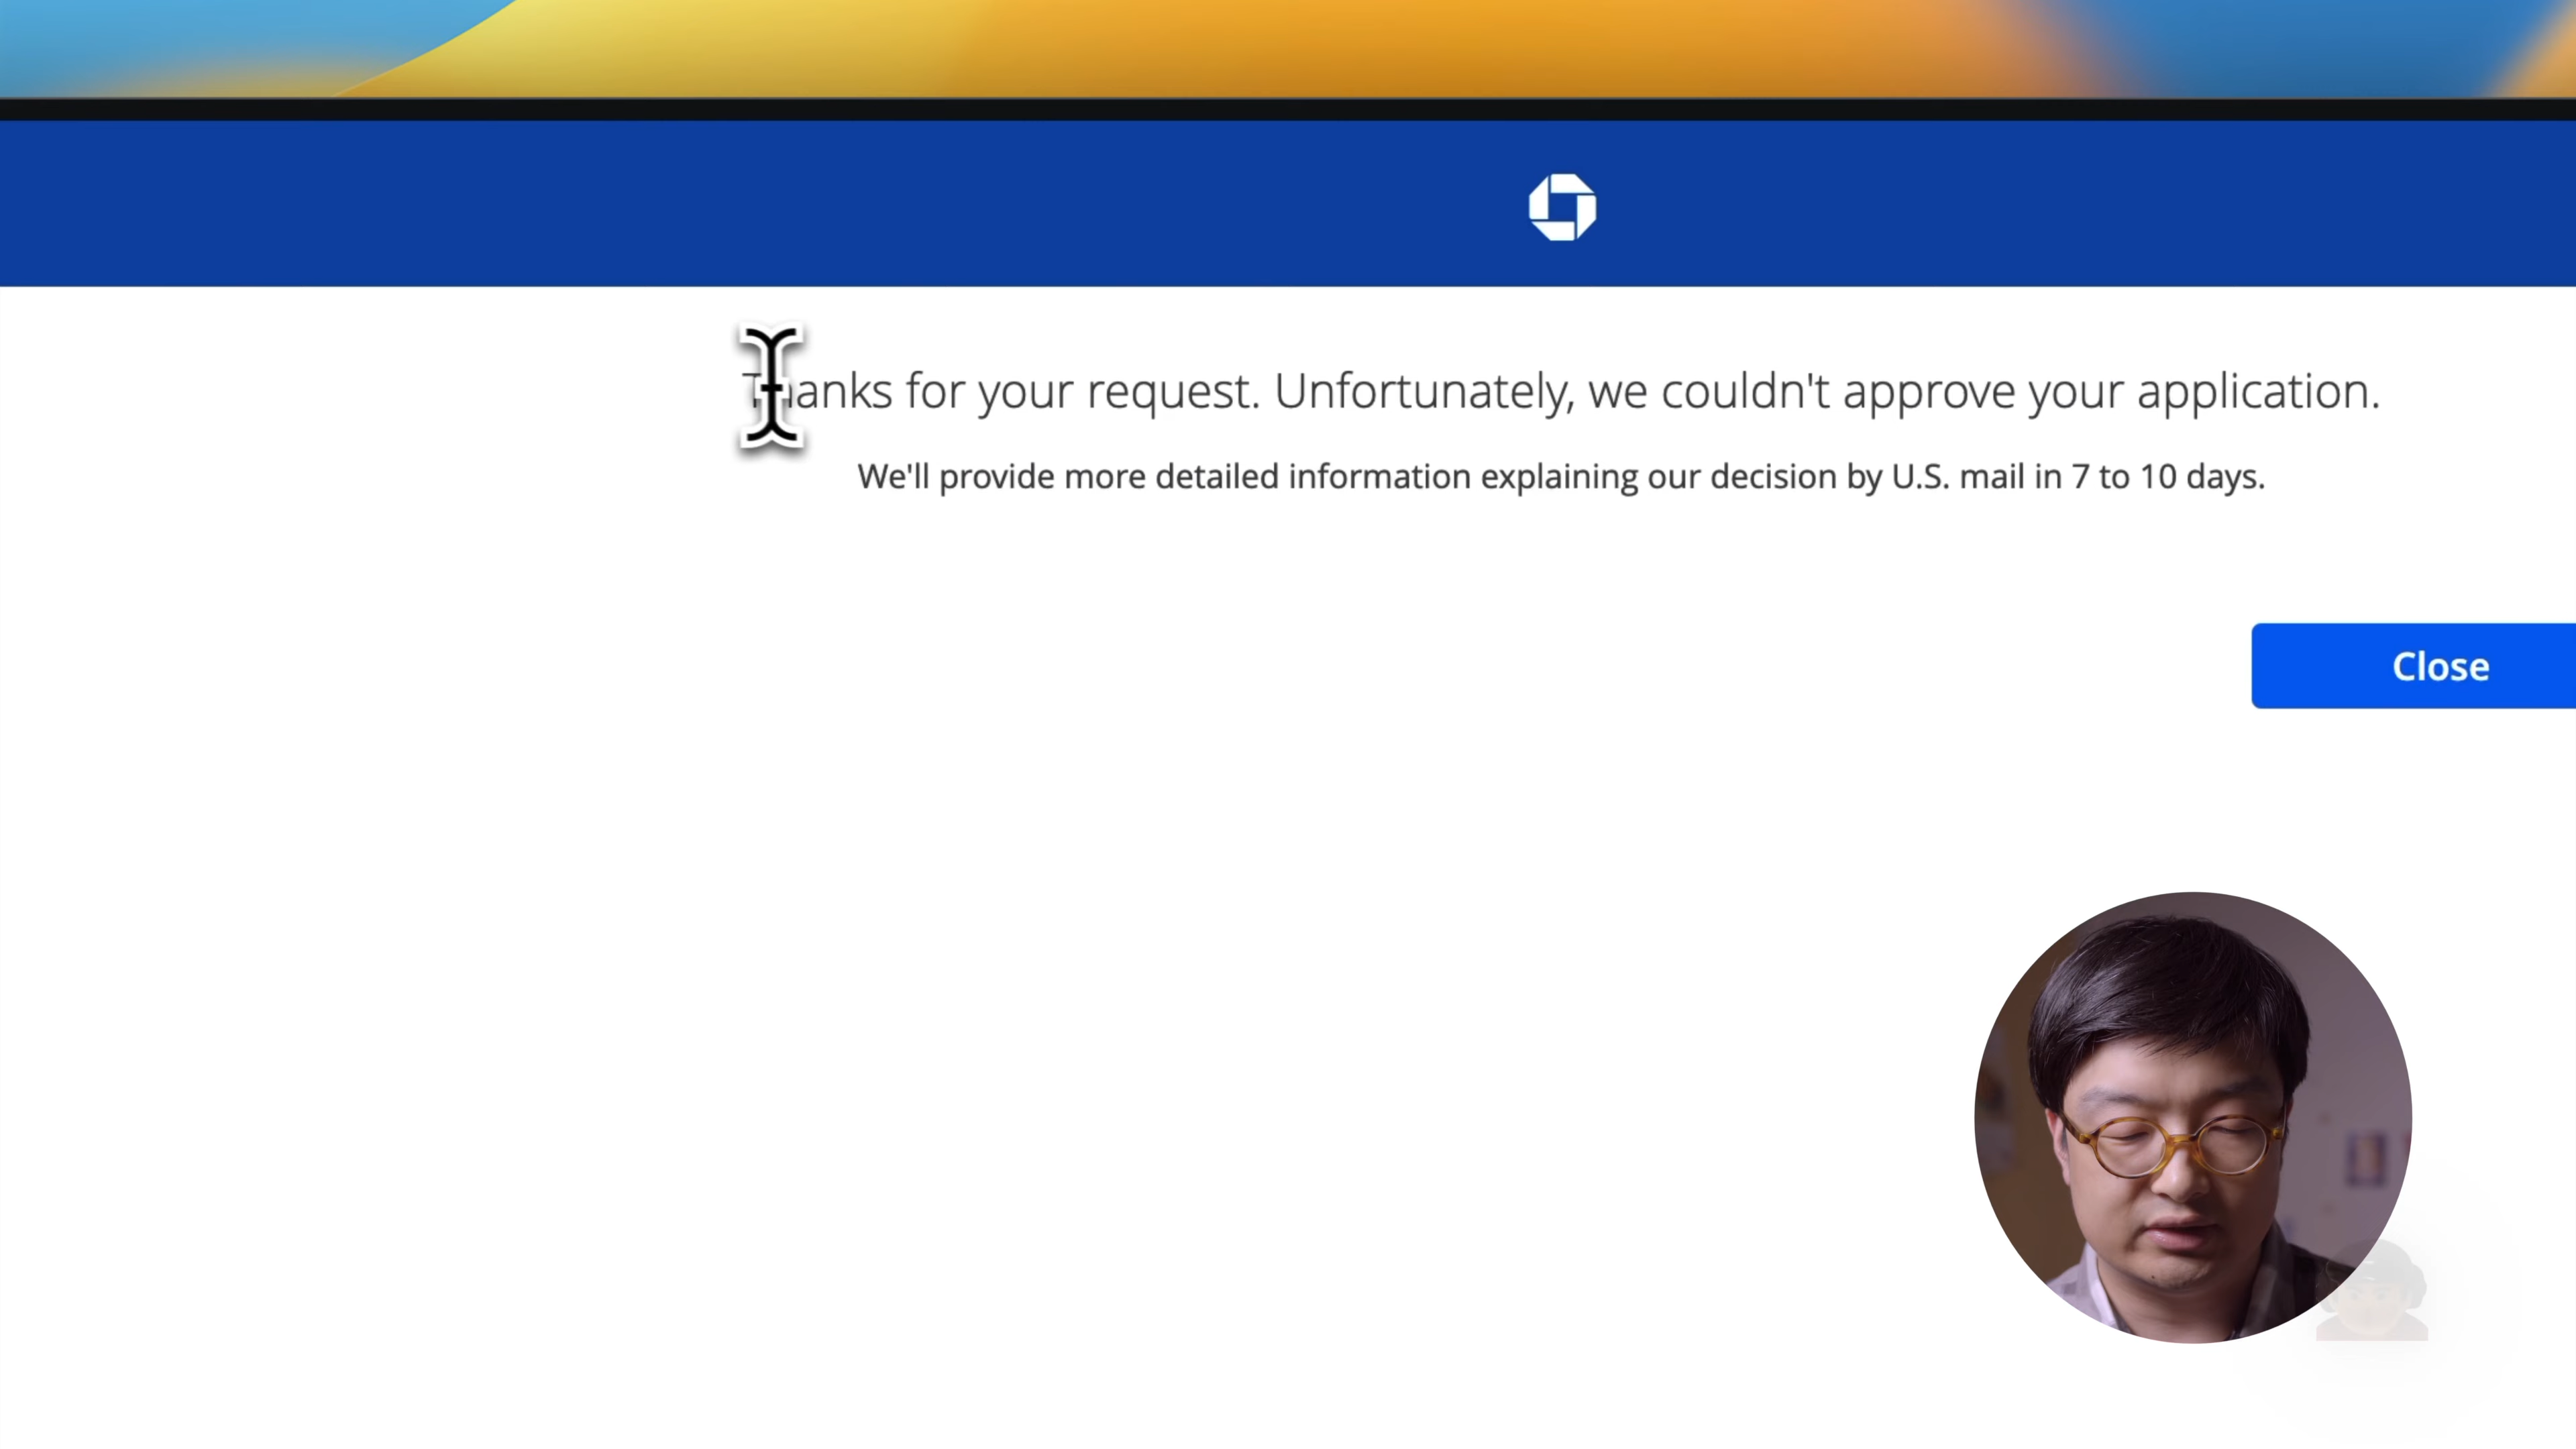 Thanks for your request. Unfortunately, we couldn't approve your application.
We'll provide more detailed information explaining our decision by U.S. mail in 7 to 10 days.
Close